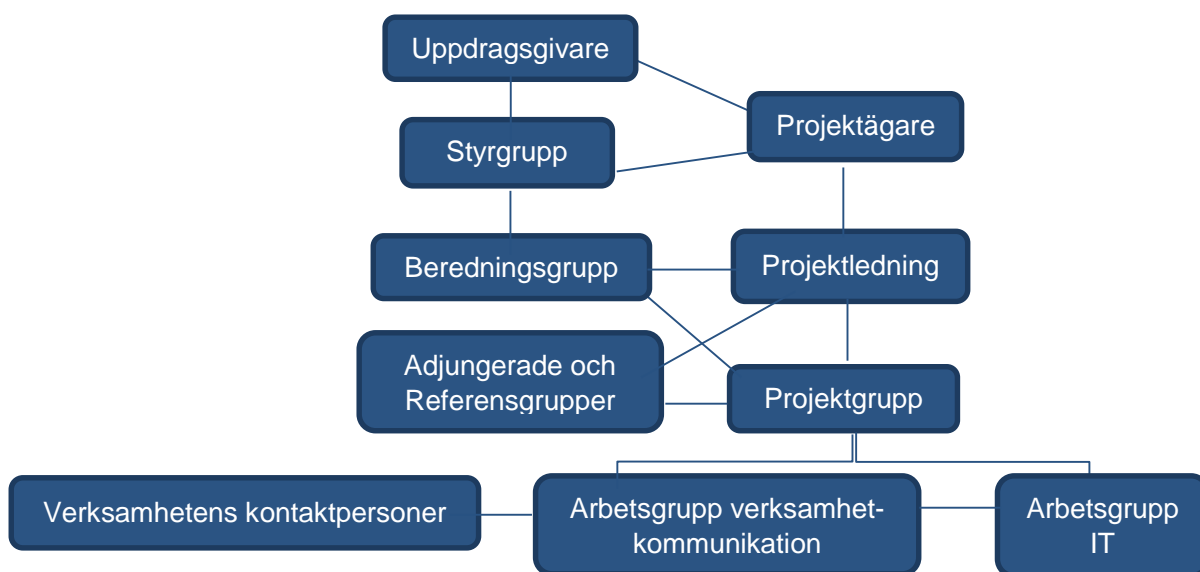 Uppdragsgivare
Projektägare
Styrgrupp
Beredningsgrupp
Projektledning
Adjungerade och
Referensgrupper
Projektgrupp
Verksamhetens kontaktpersoner
Arbetsgrupp verksamhet-
kommunikation
Arbetsgrupp
IT